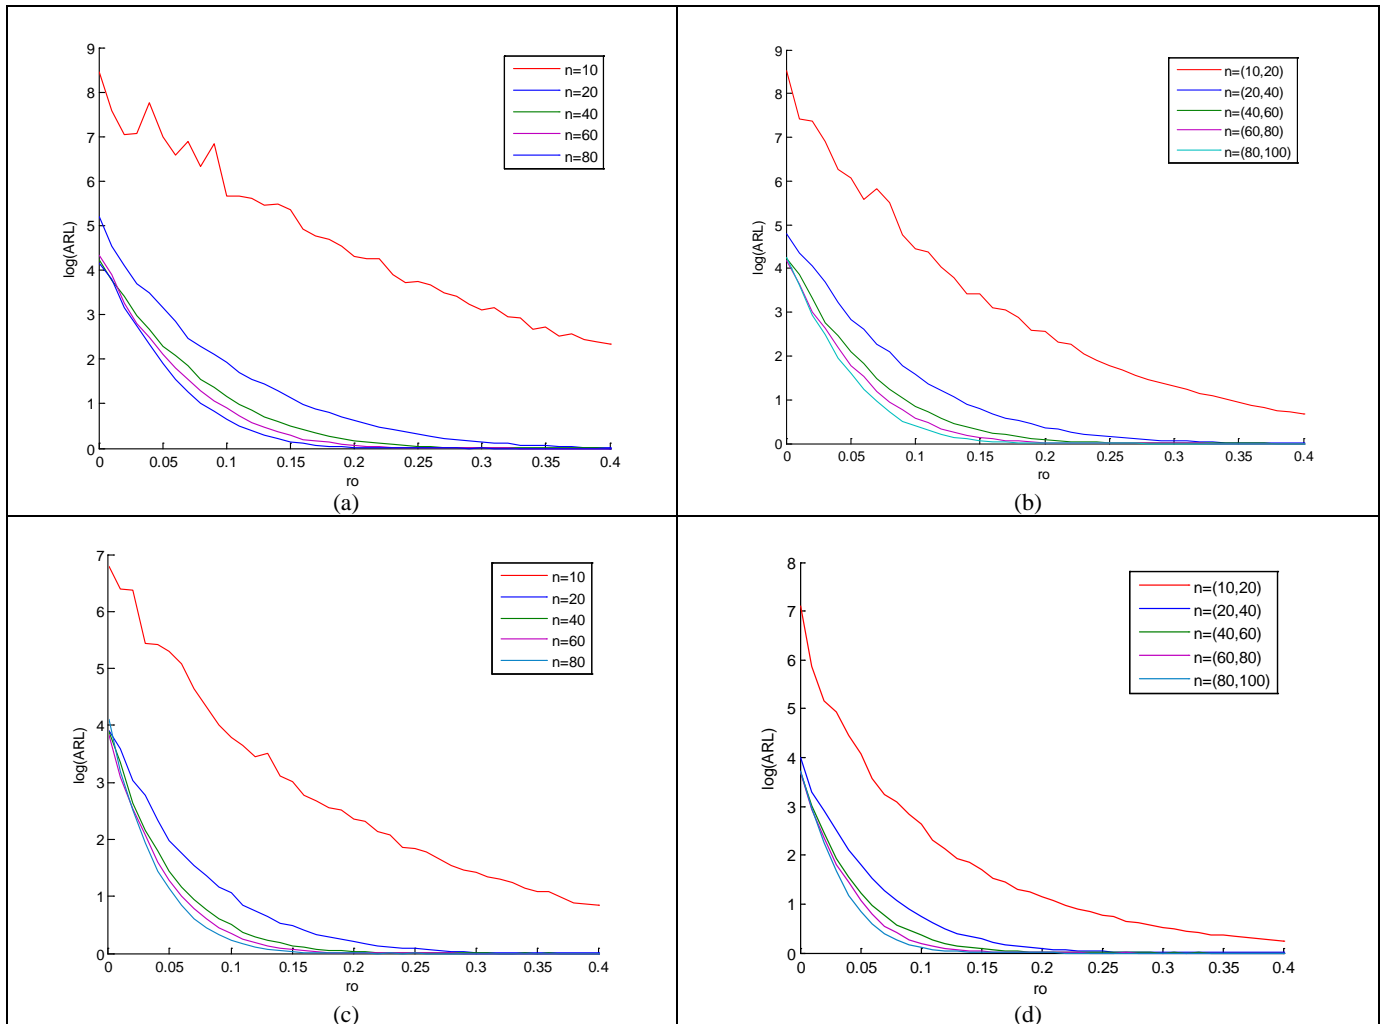 9
8
7
6
5
4
3
2
1
0
log(ARL)
0 0.05 0.1 0.15 0.2 0.25 0.3 0.35 0.4
ro
n=10
n=20
n=40
n=60
n=80
(a)
9
8
7
6
5
4
3
2
1
0
log(ARL)
0 0.05 0.1 0.15 0.2 0.25 0.3 0.35 0.4
ro
n=(10,20)
n=(20,40)
n=(40,60)
n=(60,80)
n=(80,100)
(b)
7
6
5
4
3
2
1
0
log(ARL)
0 0.05 0.1 0.15 0.2 0.25 0.3 0.35 0.4
ro
n=10
n=20
n=40
n=60
n=80
(c)
8
7
6
5
4
3
2
1
0
log(ARL)
0 0.05 0.1 0.15 0.2 0.25 0.3 0.35 0.4
ro
n=(10,20)
n=(20,40)
n=(40,60)
n=(60,80)
n=(80,100)
(d)